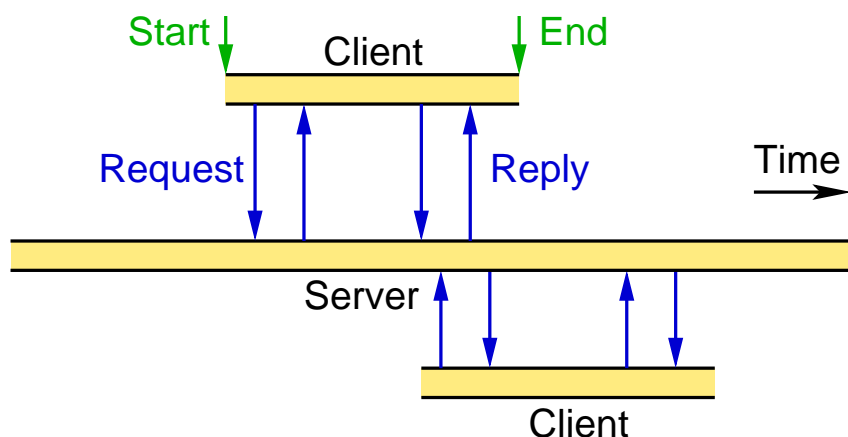 Start
End
Client
Request
Reply
Time
Server
Client